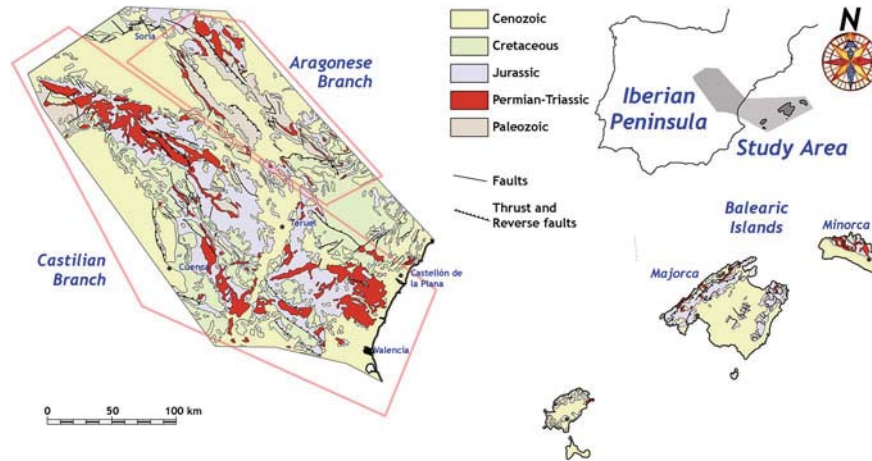 Soria
Aragonese
Branch
Castilian
Branch
Teruel
Cuenca
Castellón de
la Plana
Valencia
0 50 100 km
Cenozoic
Cretaceous
Jurassic
Permian-Triassic
Paleozoic
Faults
Thrust and
Reverse faults
N
Iberian
Peninsula
Study Area
Balearic
Islands
Minorca
Majorca